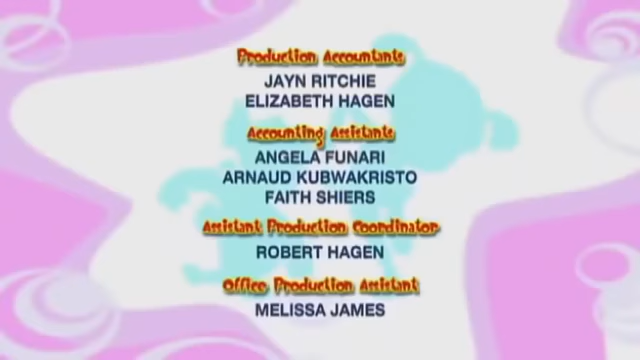 Production Accountants
JAYN RITCHIE
ELIZABETH HAGEN
Accounting Assistants
ANGELA FUNARI
ARNAUD KUBWAKRISTO
FAITH SHIERS
Assistant Production Coordinator
ROBERT HAGEN
Office Production Assistant
MELISSA JAMES